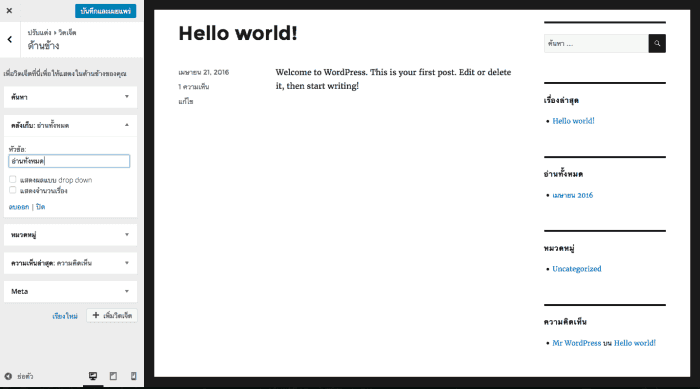 ×
บันทึกและเผยแพร่
ปรับแต่ง ▸ วิดเจ็ต
ด้านข้าง
เพิ่มวิดเจ็ตที่นี่เพื่อให้แสดงในด้านข้างของคุณ
ค้นหา
คลังเก็บ: อ่านทั้งหมด
หัวข้อ:
อ่านทั้งหมด
แสดงผลแบบ drop down
แสดงจำนวนเรื่อง
ลบออก | ปิด
หมวดหมู่
ความเห็นล่าสุด: ความคิดเห็น
Meta
เรียงใหม่
+ เพิ่มวิดเจ็ต
ย่อตัว
Hello world!
เมษายน 21, 2016
1 ความเห็น
แก้ไข
Welcome to WordPress. This is your first post. Edit or delete
it, then start writing!
ค้นหา …
เรื่องล่าสุด
• Hello world!
อ่านทั้งหมด
• เมษายน 2016
หมวดหมู่
• Uncategorized
ความคิดเห็น
• Mr WordPress บน Hello world!